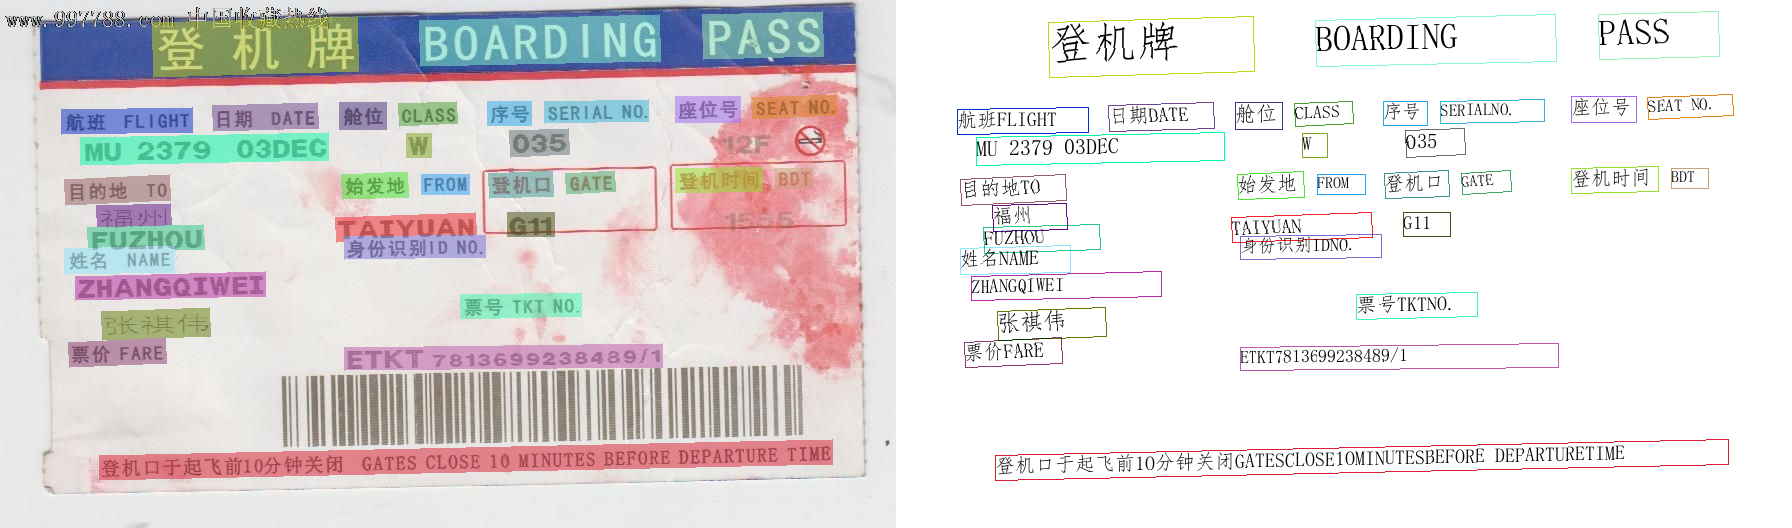 www.997788.com 中国收藏热线
登机牌 BOARDING PASS 登机牌 BOARDING PASS
航班 FLIGHT 日期 DATE 舱位 CLASS 序号 SERIAL NO. 座位号 SEAT NO. 航班FLIGHT 日期DATE 舱位 CLASS 序号 SERIALNO. 座位号 SEAT NO.
MU 2379 03DEC W 035 12F MU 2379 03DEC W 035
目的地 TO 始发地 FROM 登机口 GATE 登机时间 BDT 目的地TO 始发地 FROM 登机口 GATE 登机时间 BDT
福州 TAIYUAN G11 福州 TAIYUAN G11
FUZHOU 身份识别ID NO. FUZHOU 身份识别IDNO.
姓名 NAME 姓名NAME
ZHANGQIWEI ZHANGQIWEI
票号 TKT NO. 票号TKTNO.
张祺伟 张祺伟
票价 FARE 票价FARE
ETKT 7813699238489/1 ETKT7813699238489/1
登机口于起飞前10分钟关闭 GATES CLOSE 10 MINUTES BEFORE DEPARTURE TIME 登机口于起飞前10分钟关闭GATESCLOSE10MINUTESBEFORE DEPARTURETIME